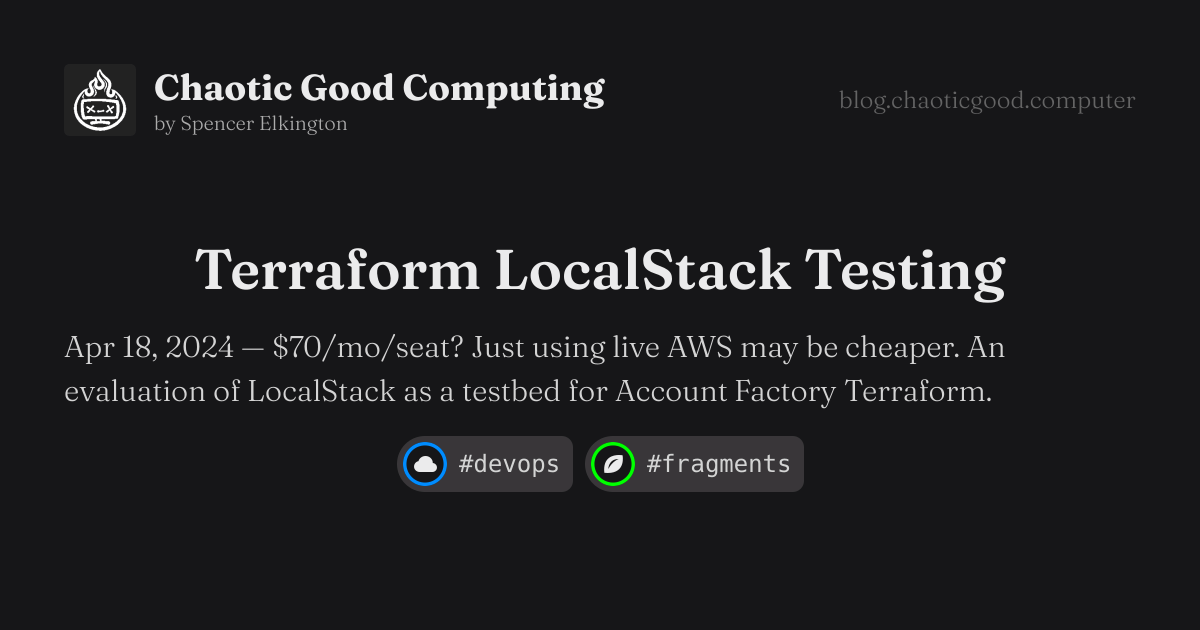 Chaotic Good Computing
by Spencer Elkington
blog.chaoticgood.computer
Terraform LocalStack Testing
Apr 18, 2024 — $70/mo/seat? Just using live AWS may be cheaper. An
evaluation of LocalStack as a testbed for Account Factory Terraform.
#devops
#fragments